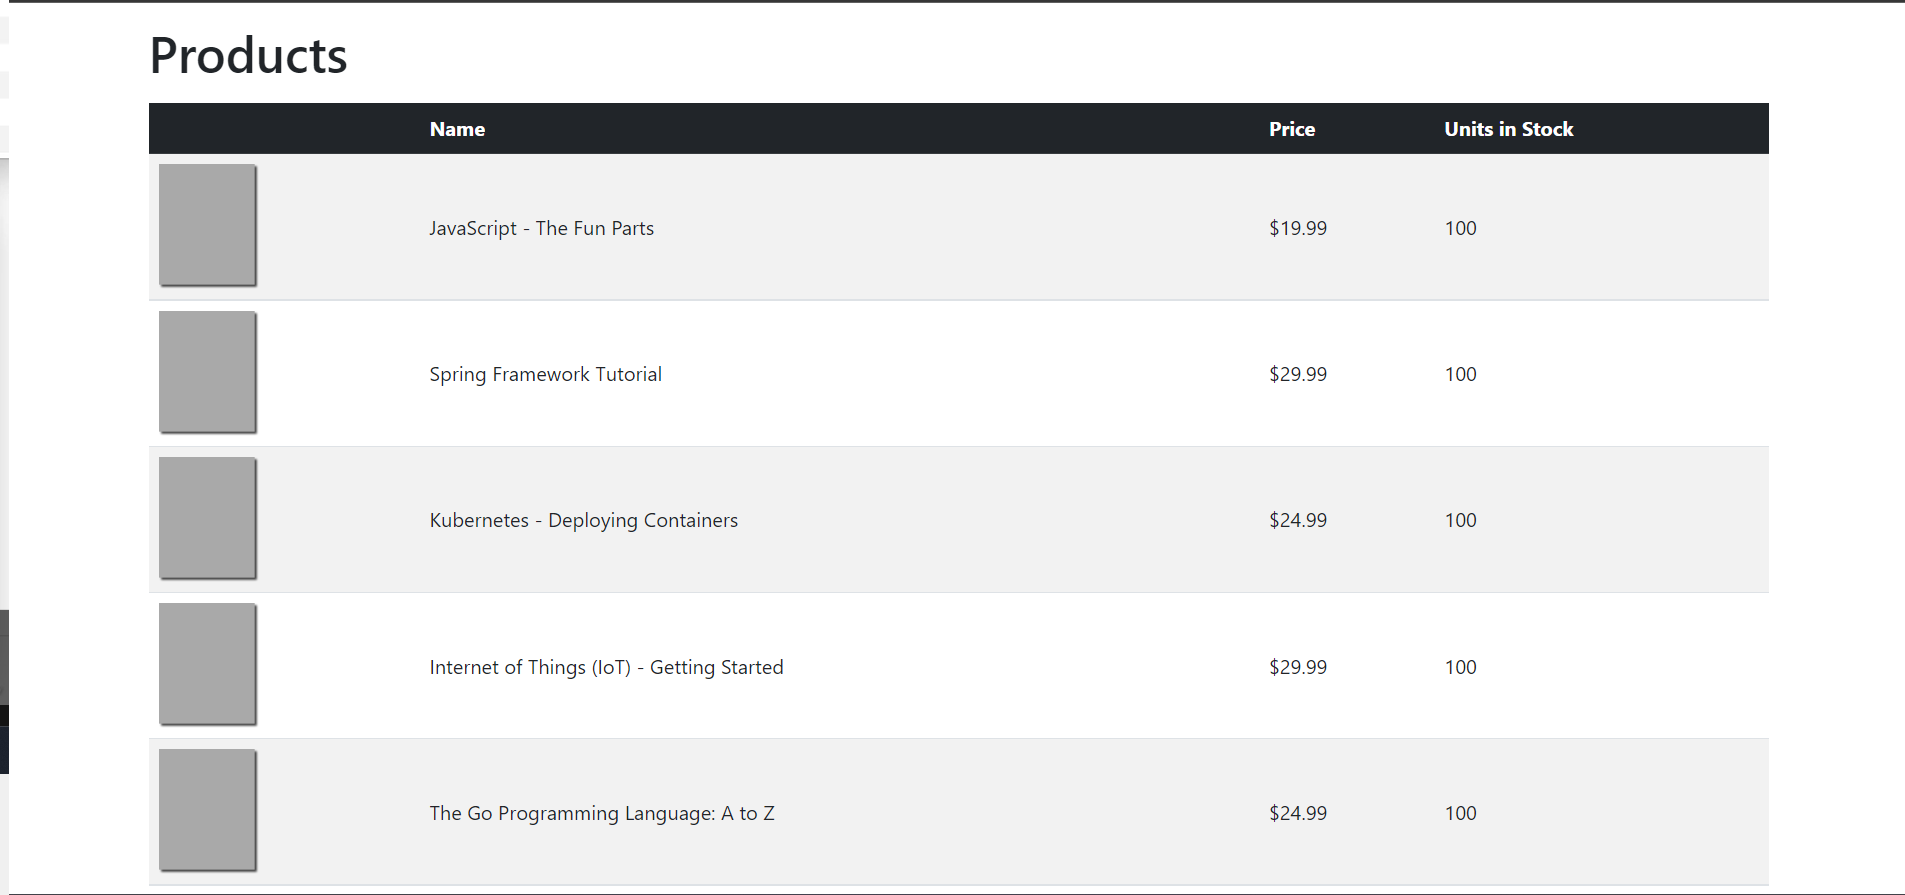 Products
Name Price Units in Stock
JavaScript - The Fun Parts $19.99 100
Spring Framework Tutorial $29.99 100
Kubernetes - Deploying Containers $24.99 100
Internet of Things (IoT) - Getting Started $29.99 100
The Go Programming Language: A to Z $24.99 100